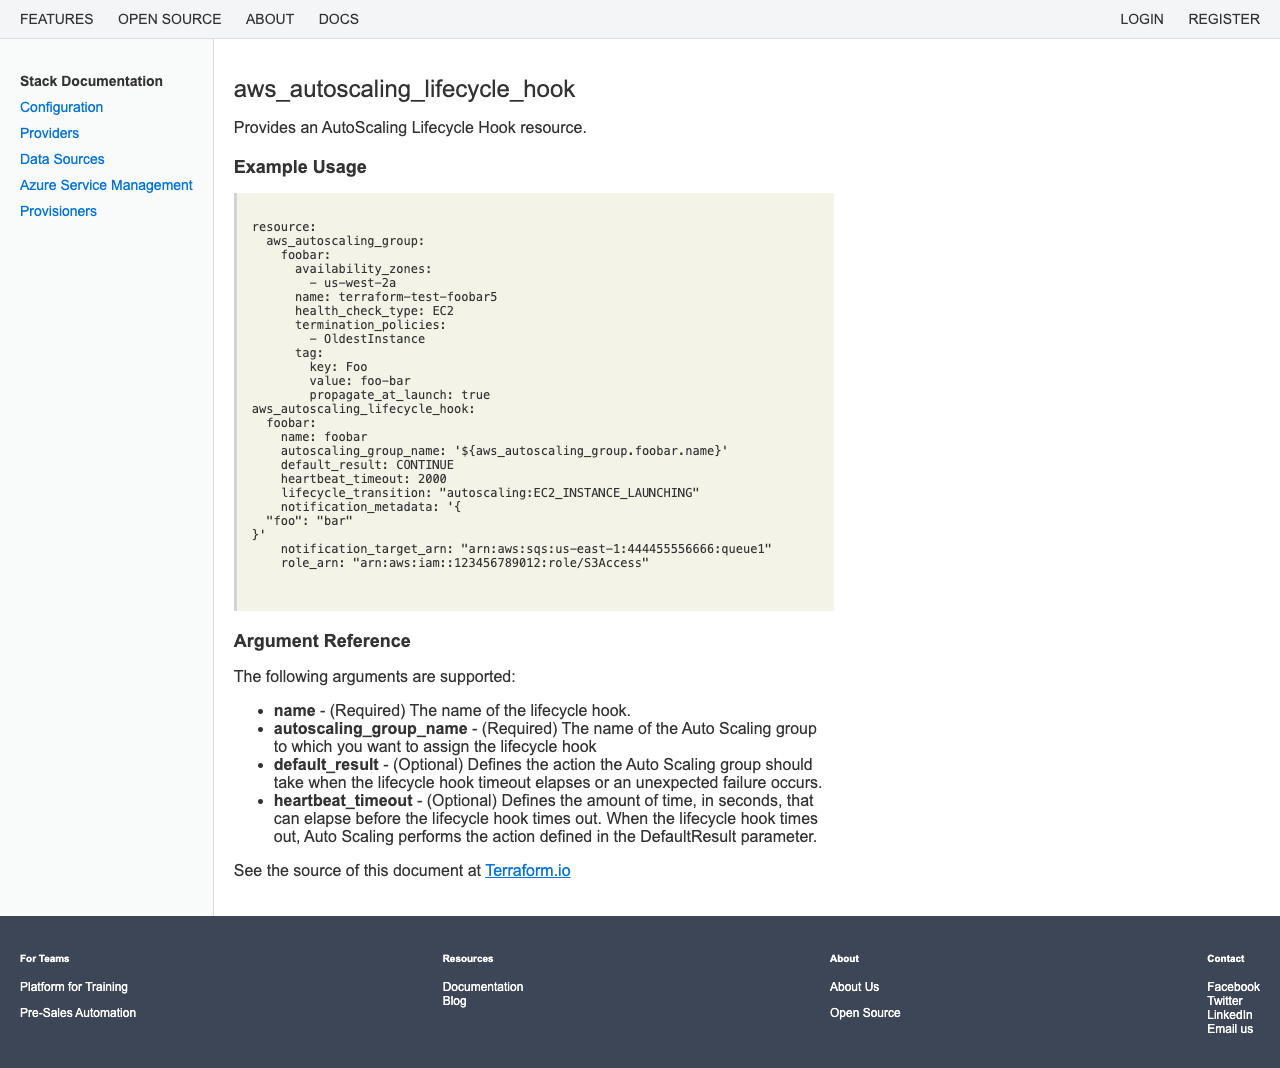 FEATURES OPEN SOURCE ABOUT DOCS LOGIN REGISTER
Stack Documentation
Configuration
Providers
Data Sources
Azure Service Management
Provisioners
aws_autoscaling_lifecycle_hook
Provides an AutoScaling Lifecycle Hook resource.
Example Usage
resource:
  aws_autoscaling_group:
    foobar:
      availability_zones:
        - us-west-2a
      name: terraform-test-foobar5
      health_check_type: EC2
      termination_policies:
        - OldestInstance
      tag:
        key: Foo
        value: foo-bar
        propagate_at_launch: true
aws_autoscaling_lifecycle_hook:
  foobar:
    name: foobar
    autoscaling_group_name: '${aws_autoscaling_group.foobar.name}'
    default_result: CONTINUE
    heartbeat_timeout: 2000
    lifecycle_transition: "autoscaling:EC2_INSTANCE_LAUNCHING"
    notification_metadata: '{
  "foo": "bar"
}'
    notification_target_arn: "arn:aws:sqs:us-east-1:444455556666:queue1"
    role_arn: "arn:aws:iam::123456789012:role/S3Access"
Argument Reference
The following arguments are supported:
• name - (Required) The name of the lifecycle hook.
• autoscaling_group_name - (Required) The name of the Auto Scaling group
to which you want to assign the lifecycle hook
• default_result - (Optional) Defines the action the Auto Scaling group should
take when the lifecycle hook timeout elapses or an unexpected failure occurs.
• heartbeat_timeout - (Optional) Defines the amount of time, in seconds, that
can elapse before the lifecycle hook times out. When the lifecycle hook times
out, Auto Scaling performs the action defined in the DefaultResult parameter.
See the source of this document at Terraform.io
For Teams
Platform for Training
Pre-Sales Automation
Resources
Documentation
Blog
About
About Us
Open Source
Contact
Facebook
Twitter
LinkedIn
Email us